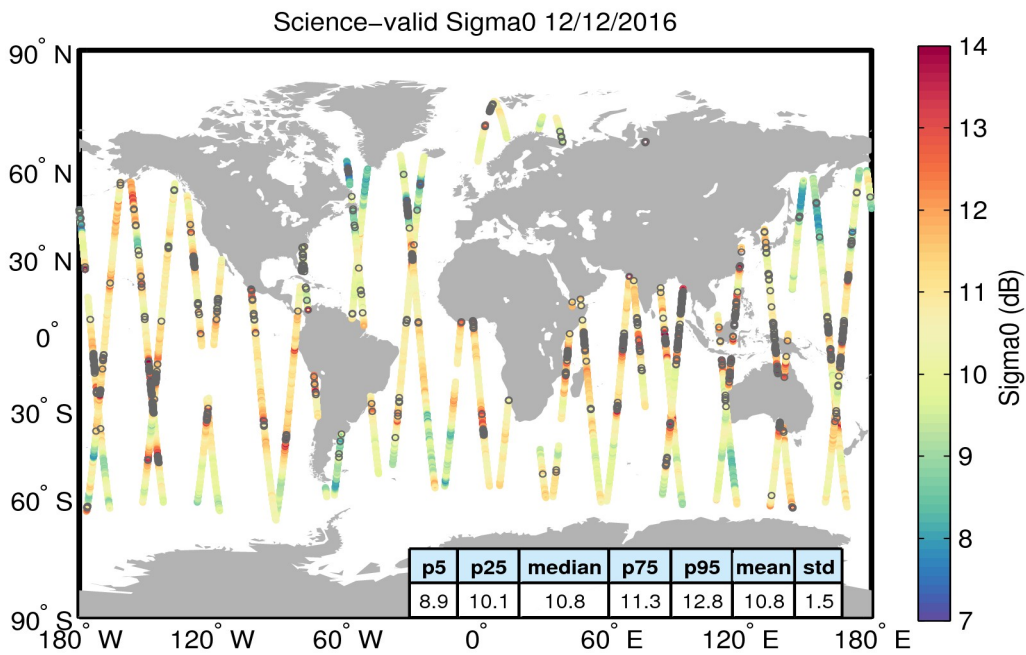 Science−valid Sigma0 12/12/2016
90° N
60° N
30° N
0°
30° S
60° S
90° S
180° W
120° W
60° W
0°
60° E
120° E
180° E
p5 p25 median p75 p95 mean std
8.9 10.1 10.8 11.3 12.8 10.8 1.5
14
13
12
11
10
9
8
7
Sigma0 (dB)